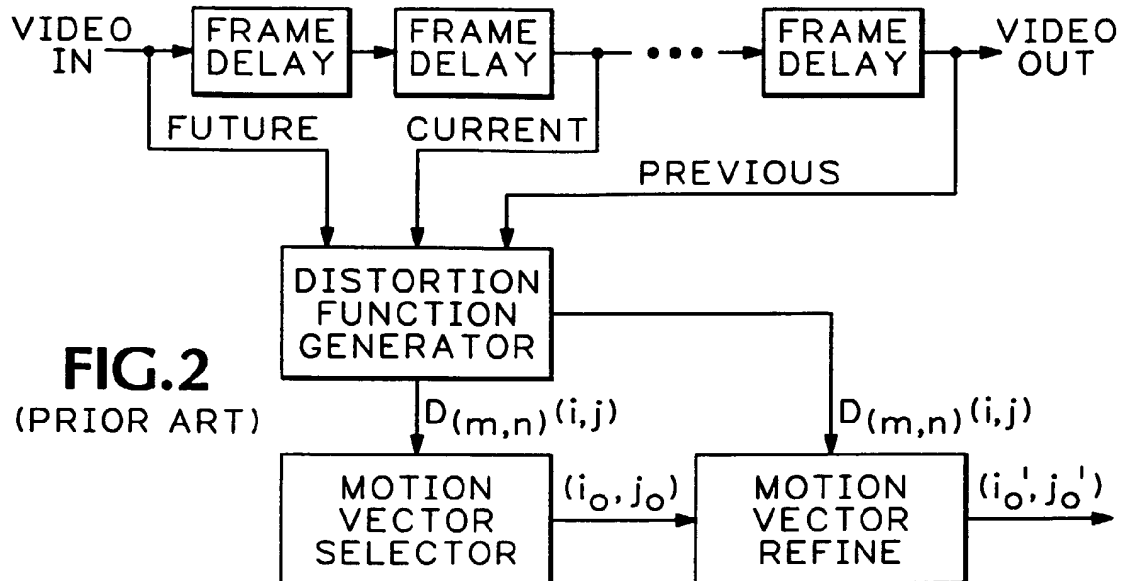 VIDEO IN
FRAME DELAY
FRAME DELAY
•••
FRAME DELAY
VIDEO OUT
FUTURE
CURRENT
PREVIOUS
DISTORTION
FUNCTION
GENERATOR
FIG.2
(PRIOR ART)
D(m,n)(i,j)
D(m,n)(i,j)
MOTION
VECTOR
SELECTOR
(io,jo)
MOTION
VECTOR
REFINE
(io',jo')